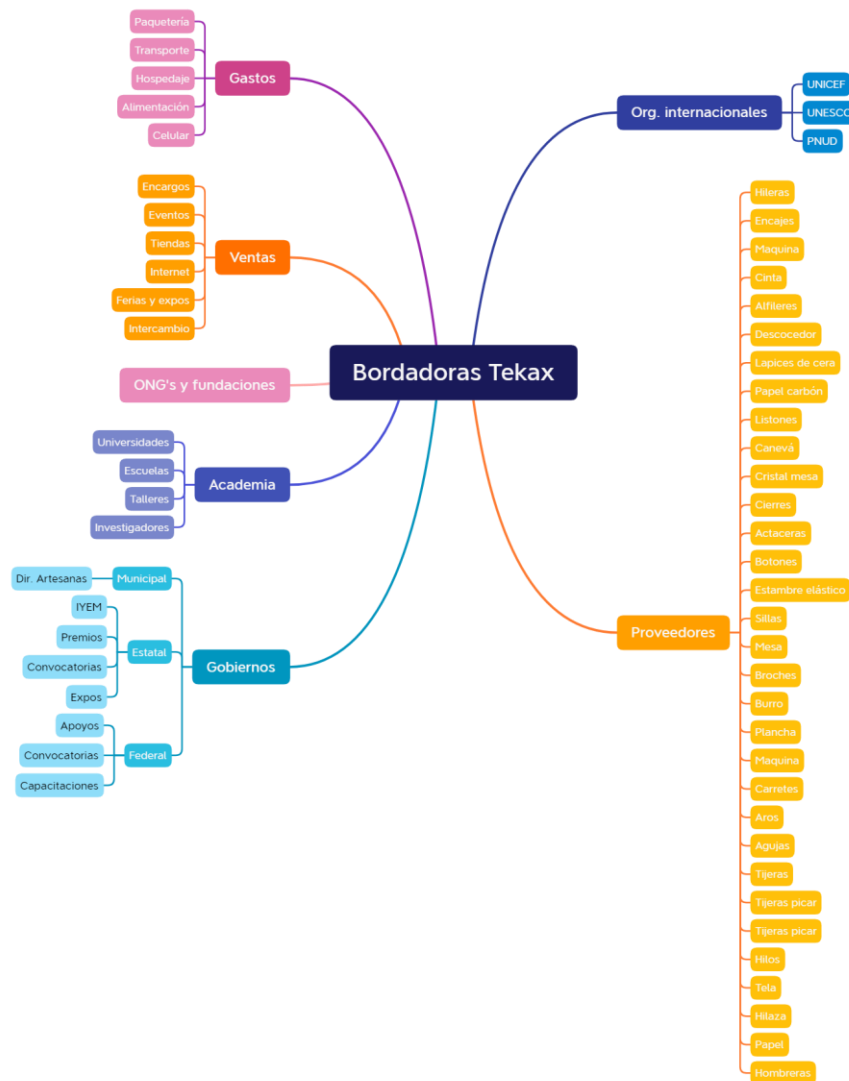 Paquetería
Transporte
Gastos
Hospedaje
Alimentación
Celular
Encargos
Eventos
Tiendas
Ventas
Internet
Ferias y expos
Intercambio
Bordadoras Tekax
ONG's y fundaciones
Universidades
Escuelas
Academia
Talleres
Investigadores
Dir. Artesanas
Municipal
IYEM
Premios
Estatal
Convocatorias
Expos
Gobiernos
Apoyos
Convocatorias
Federal
Capacitaciones
Org. internacionales
UNICEF
UNESCO
PNUD
Proveedores
Hileras
Encajes
Maquina
Cinta
Alfileres
Descocedor
Lapices de cera
Papel carbón
Listones
Canevá
Cristal mesa
Cierres
Actaceras
Botones
Estambre elástico
Sillas
Mesa
Broches
Burro
Plancha
Maquina
Carretes
Aros
Agujas
Tijeras
Tijeras picar
Tijeras picar
Hilos
Tela
Hilaza
Papel
Hombreras